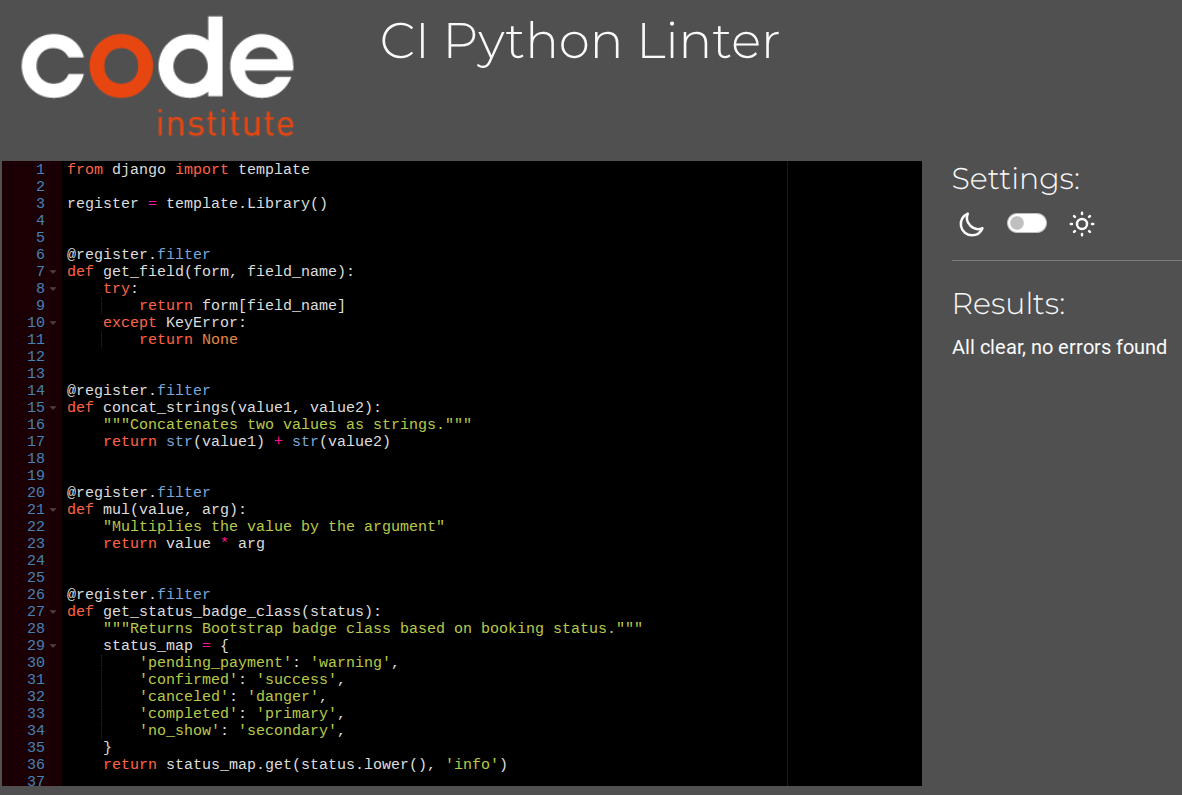 code
institute
CI Python Linter
1 from django import template
2
3 register = template.Library()
4
5
6 @register.filter
7 def get_field(form, field_name):
8     try:
9         return form[field_name]
10     except KeyError:
11         return None
12
13
14 @register.filter
15 def concat_strings(value1, value2):
16     """Concatenates two values as strings."""
17     return str(value1) + str(value2)
18
19
20 @register.filter
21 def mul(value, arg):
22     "Multiplies the value by the argument"
23     return value * arg
24
25
26 @register.filter
27 def get_status_badge_class(status):
28     """Returns Bootstrap badge class based on booking status."""
29     status_map = {
30         'pending_payment': 'warning',
31         'confirmed': 'success',
32         'canceled': 'danger',
33         'completed': 'primary',
34         'no_show': 'secondary',
35     }
36     return status_map.get(status.lower(), 'info')
37
Settings:
Results:
All clear, no errors found